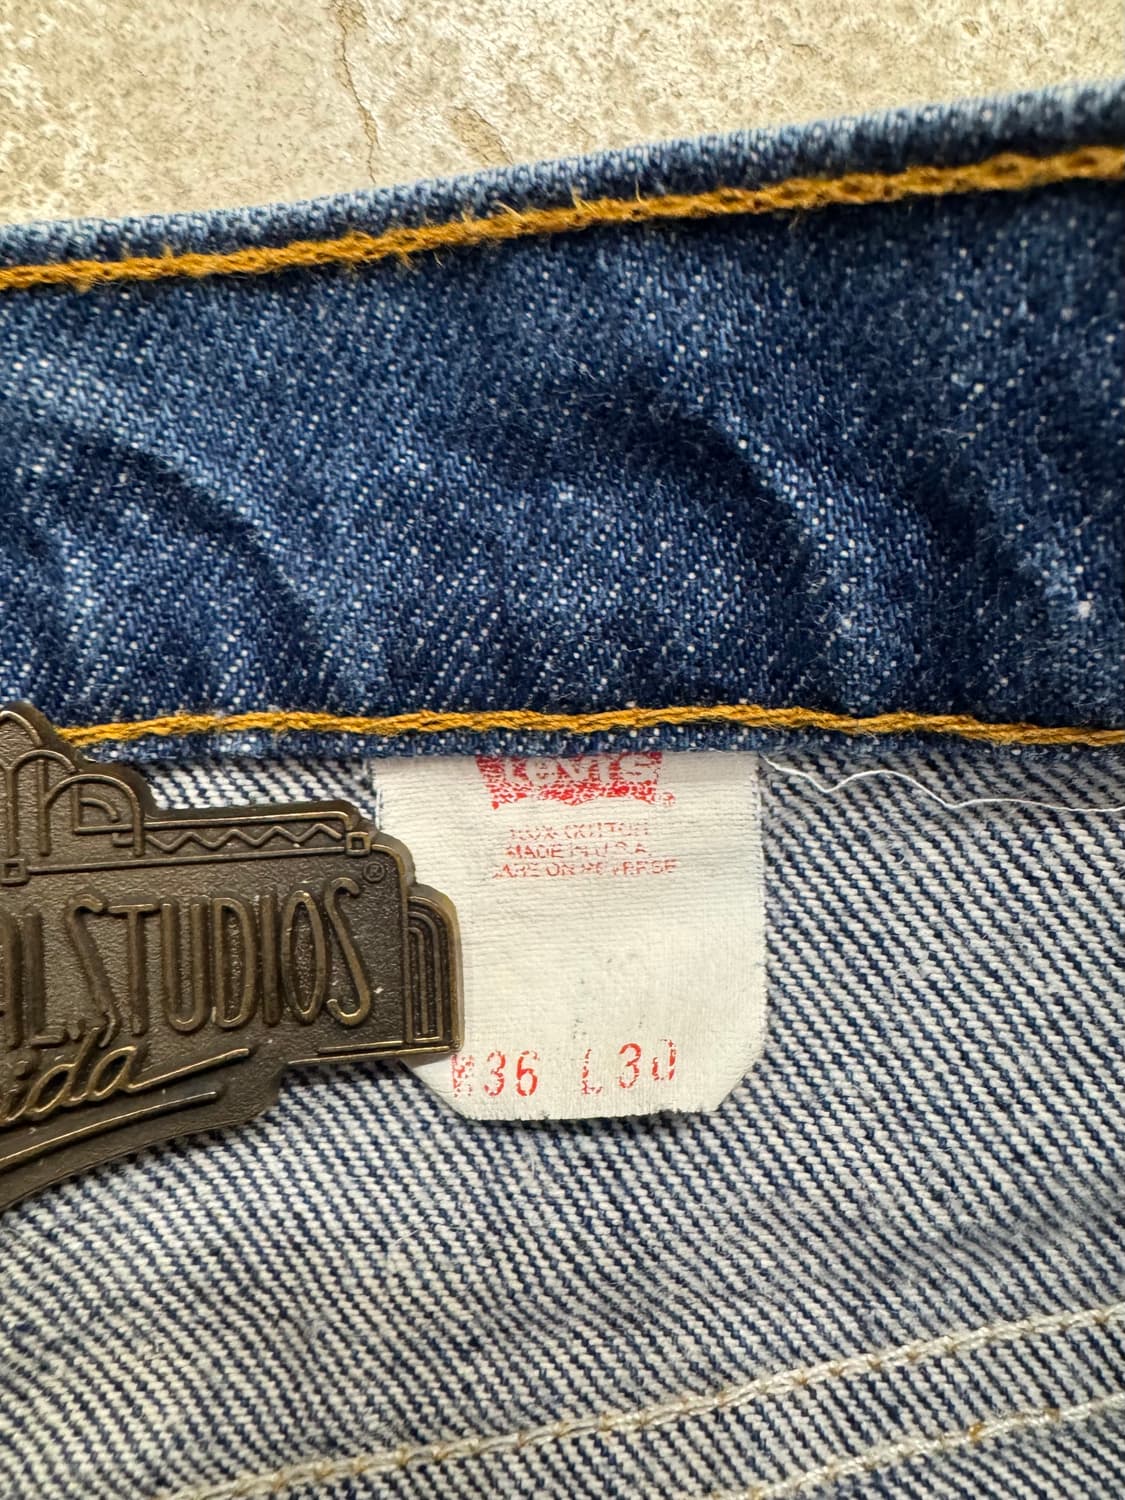 Levi's
100% COTTON
MADE IN U.S.A.
CARE ON REVERSE
W36 L30
STUDIOS®